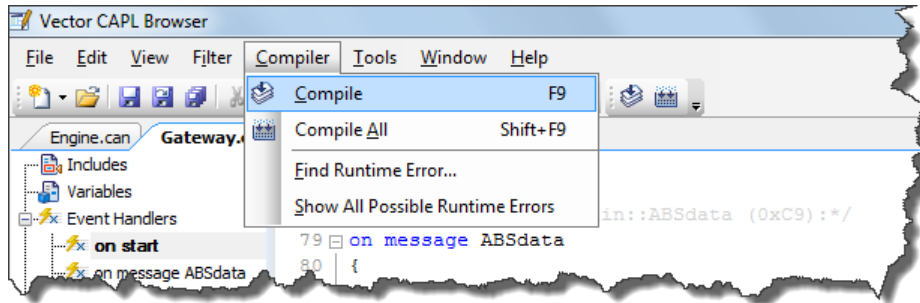 Vector CAPL Browser
File Edit View Filter Compiler Tools Window Help
Compile F9
Engine.can Gateway.
Compile All Shift+F9
Includes
Find Runtime Error...
Variables
Show All Possible Runtime Errors
in::ABSdata (0xC9):*/
Event Handlers
on start
79 on message ABSdata
on message ABSdata
80 {